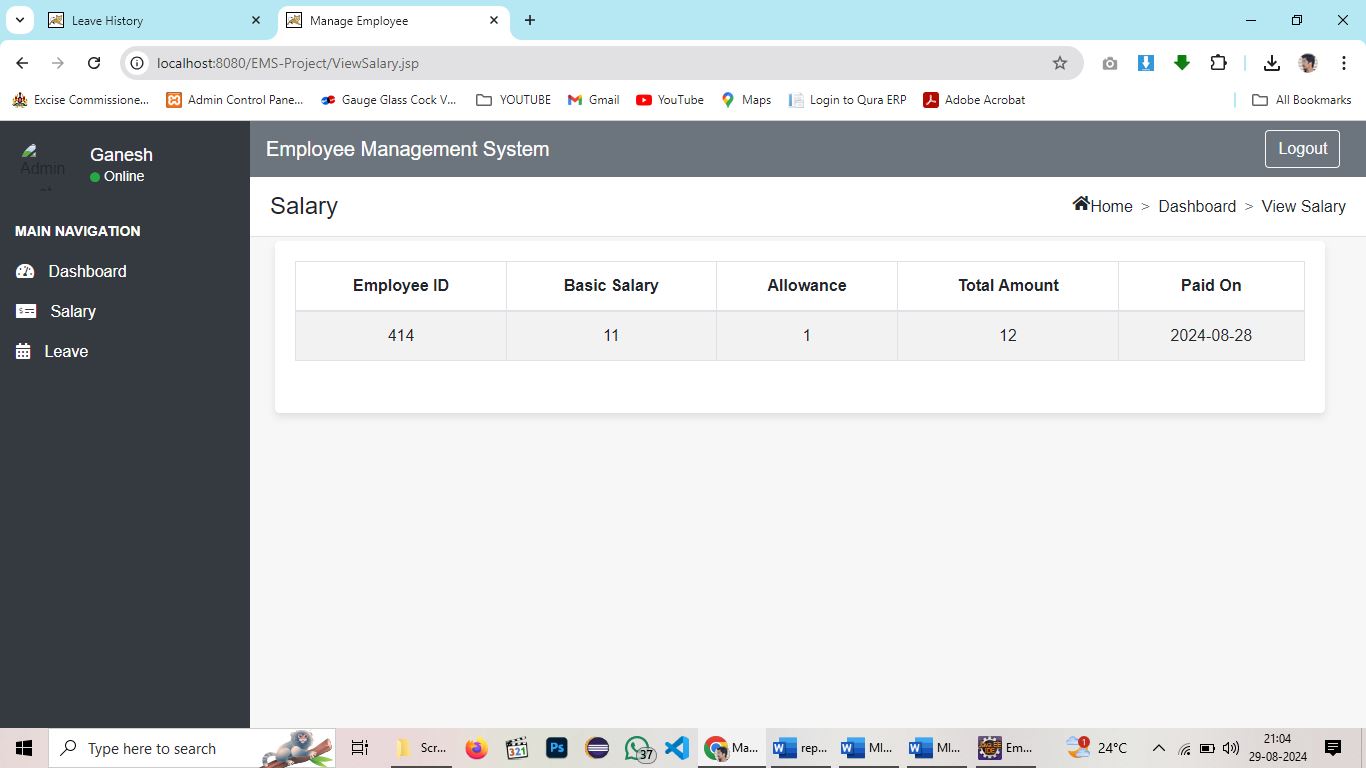 Leave History
Manage Employee
localhost:8080/EMS-Project/ViewSalary.jsp
Excise Commissione... Admin Control Pane... Gauge Glass Cock V... YOUTUBE Gmail YouTube Maps Login to Qura ERP Adobe Acrobat All Bookmarks
Admin
Ganesh
Online
Employee Management System
Logout
Salary
Home > Dashboard > View Salary
MAIN NAVIGATION
Dashboard
Salary
Leave
Employee ID Basic Salary Allowance Total Amount Paid On
414 11 1 12 2024-08-28
Type here to search
Scr...
321
Ps
37
Ma...
rep...
MI...
MI...
Em...
1
24°C
21:04
29-08-2024